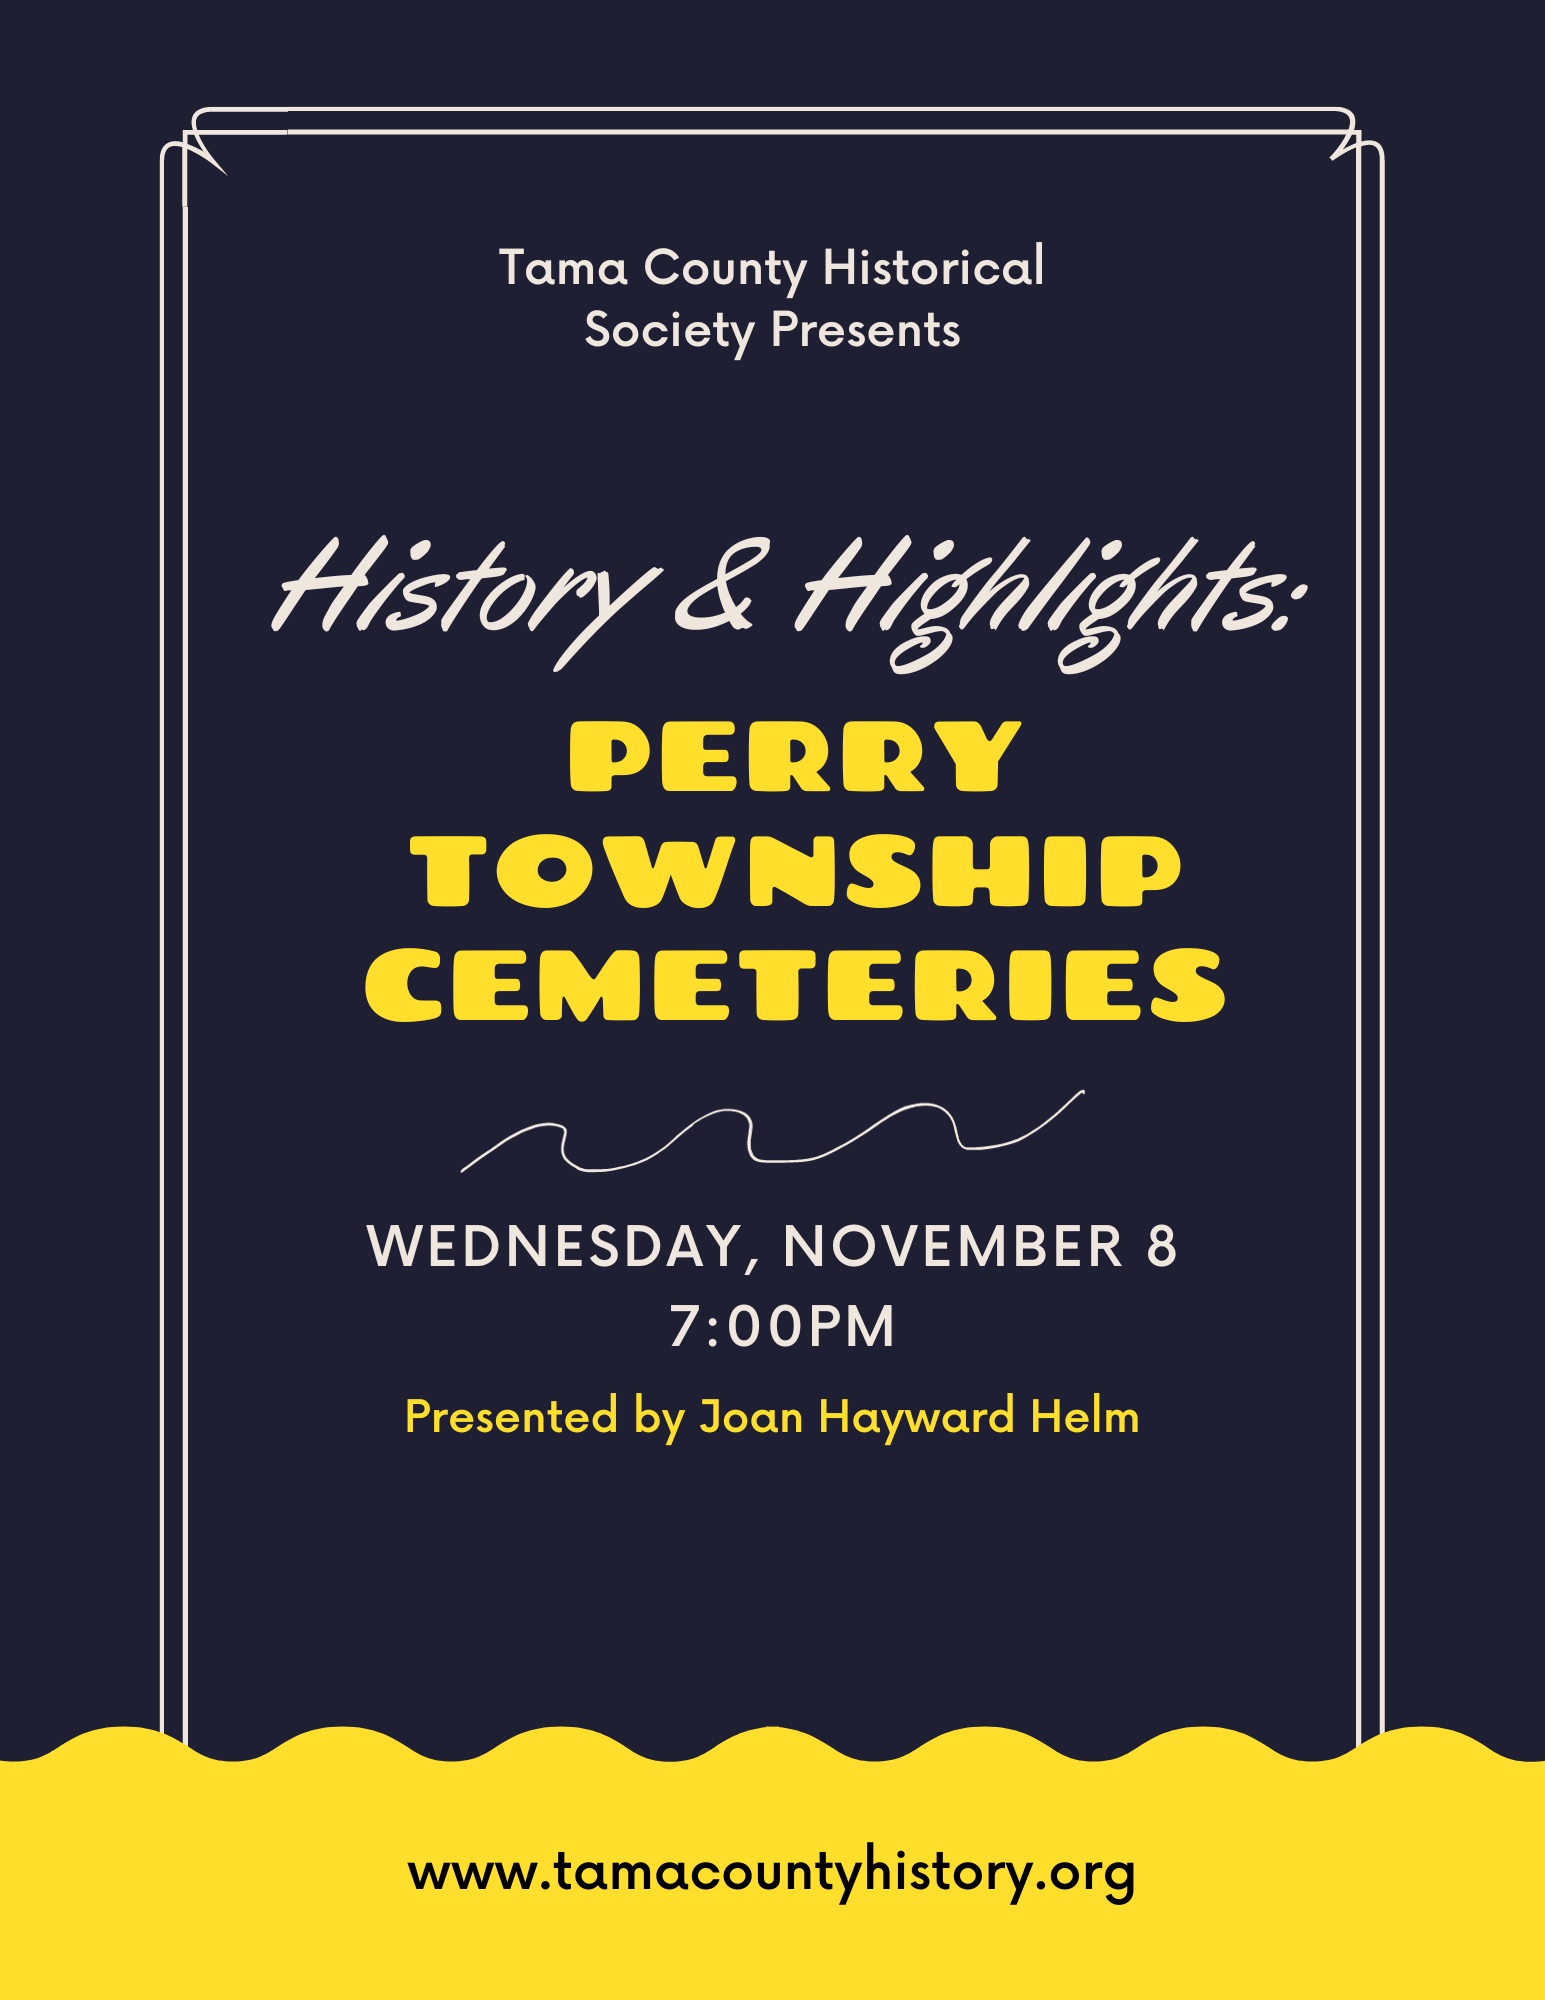 Tama County Historical
Society Presents
History & Highlights:
PERRY
TOWNSHIP
CEMETERIES
WEDNESDAY, NOVEMBER 8
7:00PM
Presented by Joan Hayward Helm
www.tamacountyhistory.org